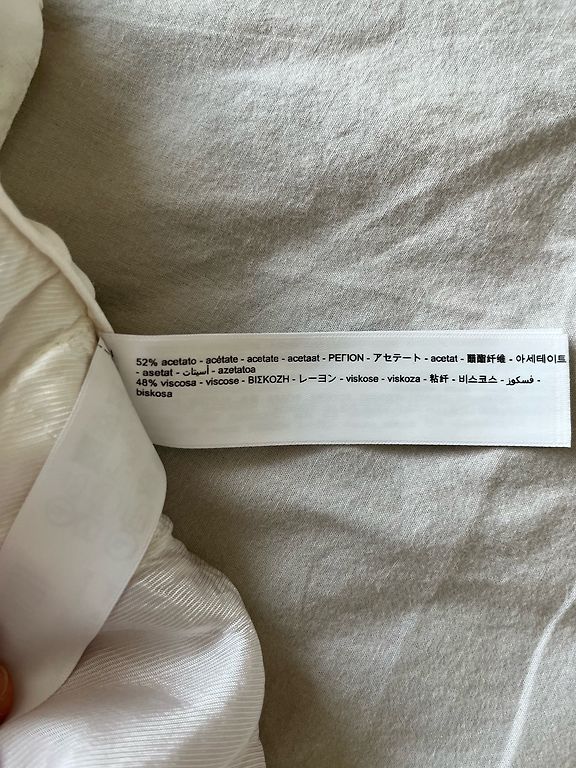 52% acetato - acétate - acetate - acetaat - ΡΕΓΙΟΝ - アセテート - acetat - 醋酯纤维 - 아세테이트
- asetat - أسيتات - azetatoa
48% viscosa - viscose - ΒΙΣΚΟΖΗ - レーヨン - viskose - viskoza - 粘纤 - 비스코스 - فسكوز -
biskosa